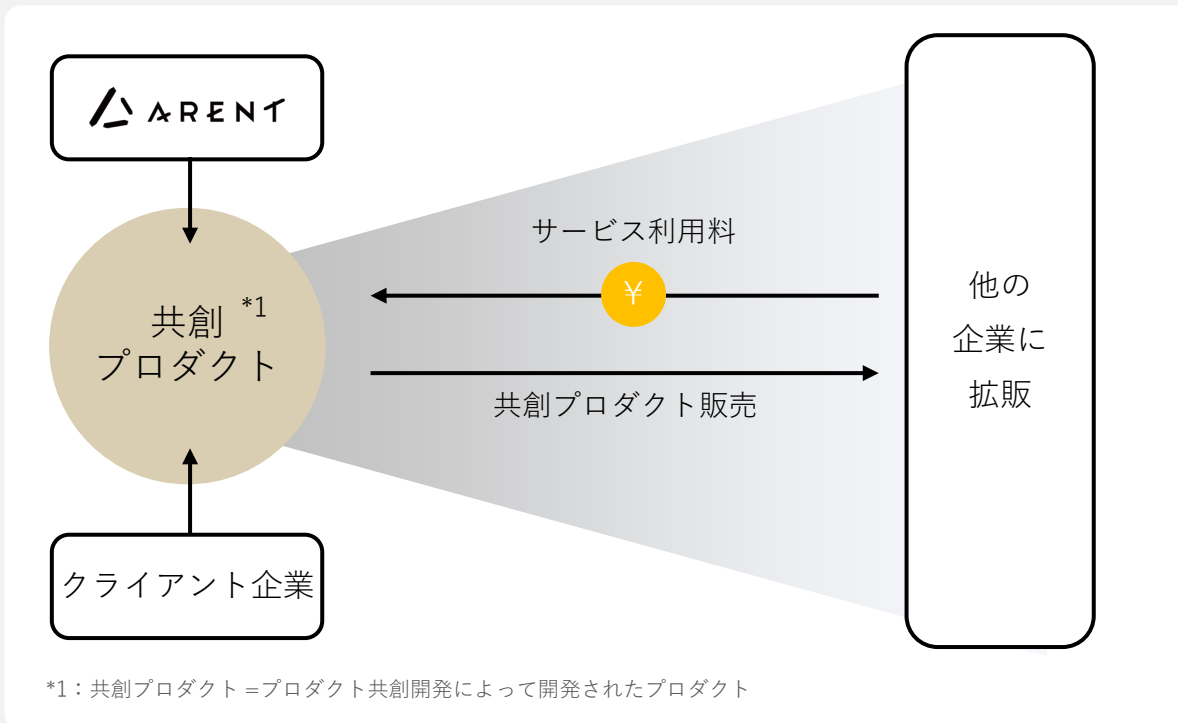 ARENT
サービス利用料
¥
共創 *1
プロダクト
他の
企業に
拡販
共創プロダクト販売
クライアント企業
*1：共創プロダクト =プロダクト共創開発によって開発されたプロダクト